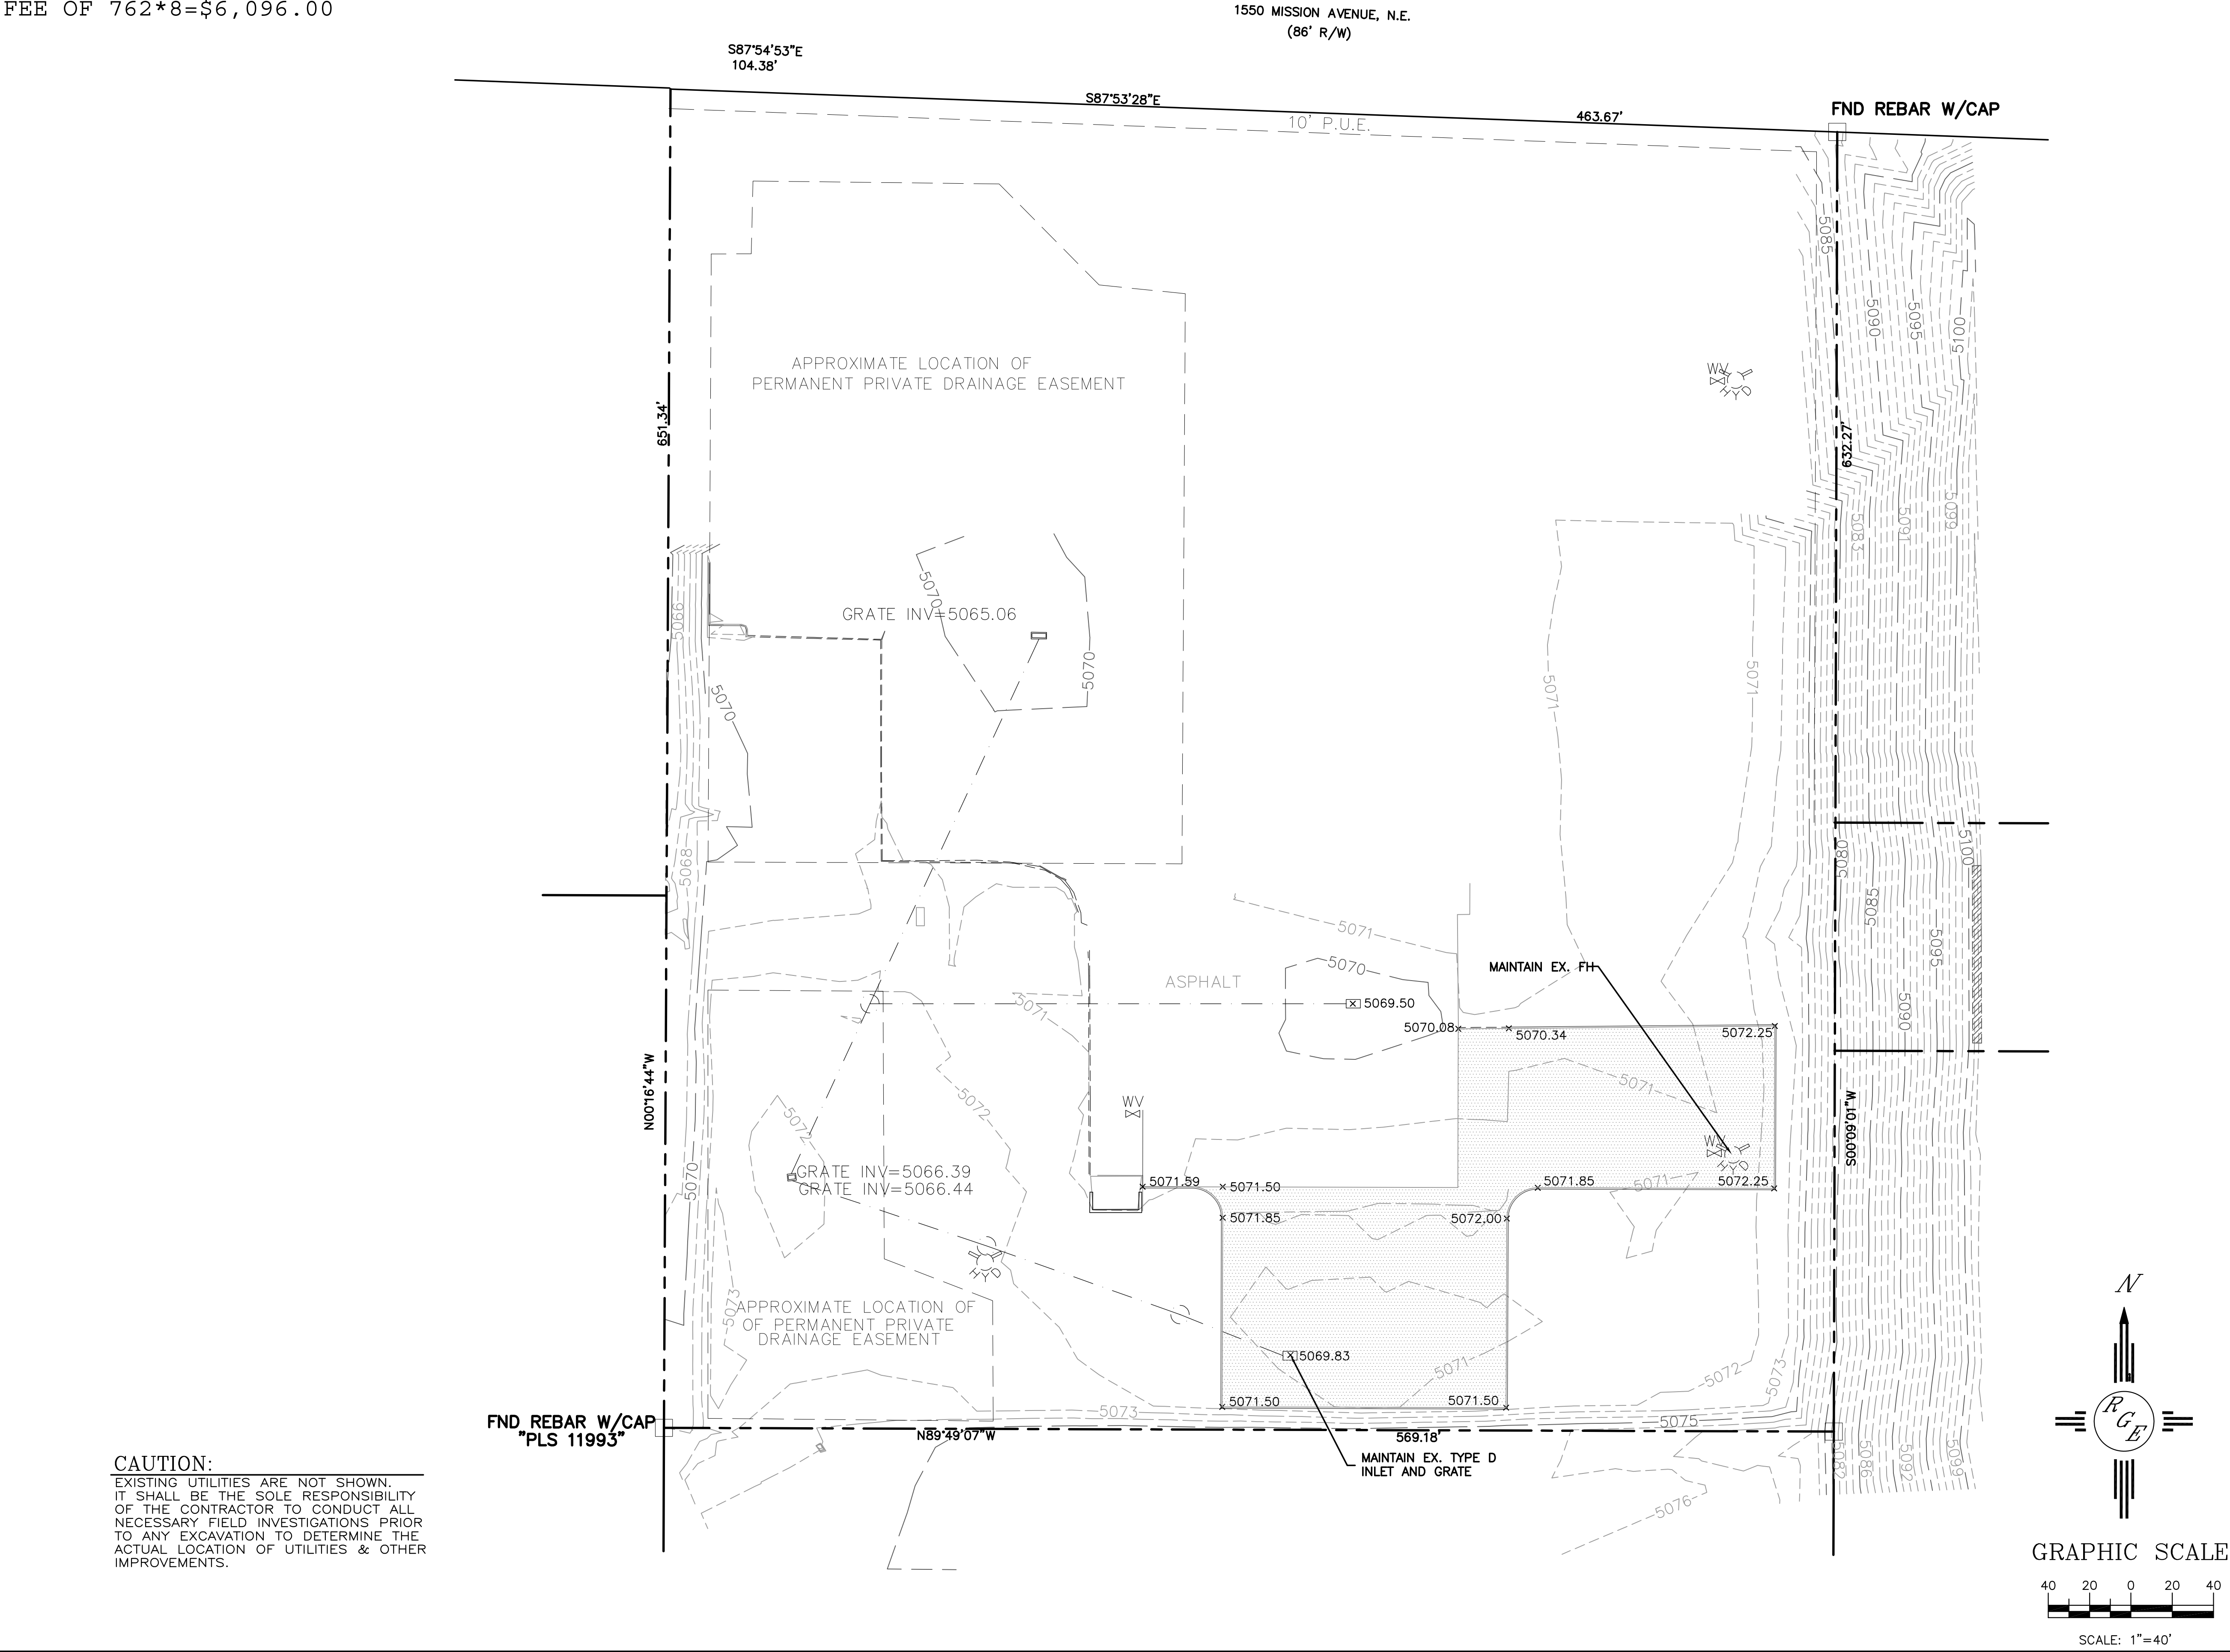 FEE OF 762*8=$6,096.00
1550 MISSION AVENUE, N.E.
(86' R/W)
S87°54'53"E
104.38'
S87°53'28"E
463.67'
10' P.U.E.
FND REBAR W/CAP
5085
5090
5095
5100
APPROXIMATE LOCATION OF
PERMANENT PRIVATE DRAINAGE EASEMENT
WV
HYD
651.34'
632.27'
5083
5091
5099
5066
5070
GRATE INV=5065.06
5070
5070
5071
5071
5068
5080
5085
5095
5100
5090
5071
5070
ASPHALT
MAINTAIN EX. FH
5071
5069.50
5070.08
5070.34
5072.25
N00°16'44"W
S00°09'01"W
5072
5072
5071
WV
WV
HYD
GRATE INV=5066.39
GRATE INV=5066.44
5070
5071.59
5071.50
5071.85
5071
5072.25
5071.85
5072.00
HYD
5073
APPROXIMATE LOCATION OF
OF PERMANENT PRIVATE
DRAINAGE EASEMENT
5069.83
5071
5072
5073
5071.50
5071.50
5073
5075
FND REBAR W/CAP
"PLS 11993"
N89°49'07"W
569.18'
MAINTAIN EX. TYPE D
INLET AND GRATE
5082
5086
5092
5099
5076
CAUTION:
EXISTING UTILITIES ARE NOT SHOWN.
IT SHALL BE THE SOLE RESPONSIBILITY
OF THE CONTRACTOR TO CONDUCT ALL
NECESSARY FIELD INVESTIGATIONS PRIOR
TO ANY EXCAVATION TO DETERMINE THE
ACTUAL LOCATION OF UTILITIES & OTHER
IMPROVEMENTS.
N
RGE
GRAPHIC SCALE
40 20 0 20 40
SCALE: 1"=40'